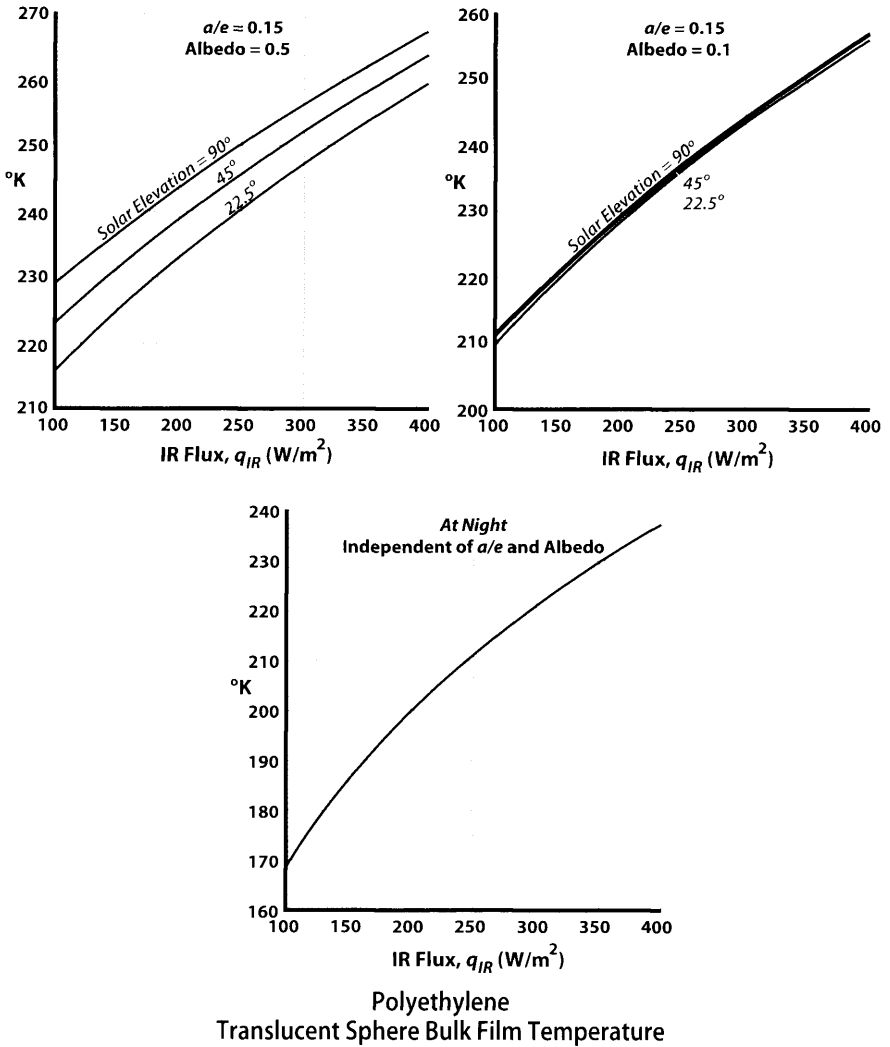 a/e = 0.15
Albedo = 0.5
270
260
250
240
230
220
210
°K
Solar Elevation = 90°
45°
22.5°
100 150 200 250 300 350 400
IR Flux, qIR (W/m2)
a/e = 0.15
Albedo = 0.1
260
250
240
230
220
210
200
°K
Solar Elevation = 90°
45°
22.5°
100 150 200 250 300 350 400
IR Flux, qIR (W/m2)
At Night
Independent of a/e and Albedo
240
230
220
210
200
190
180
170
160
°K
100 150 200 250 300 350 400
IR Flux, qIR (W/m2)
Polyethylene
Translucent Sphere Bulk Film Temperature